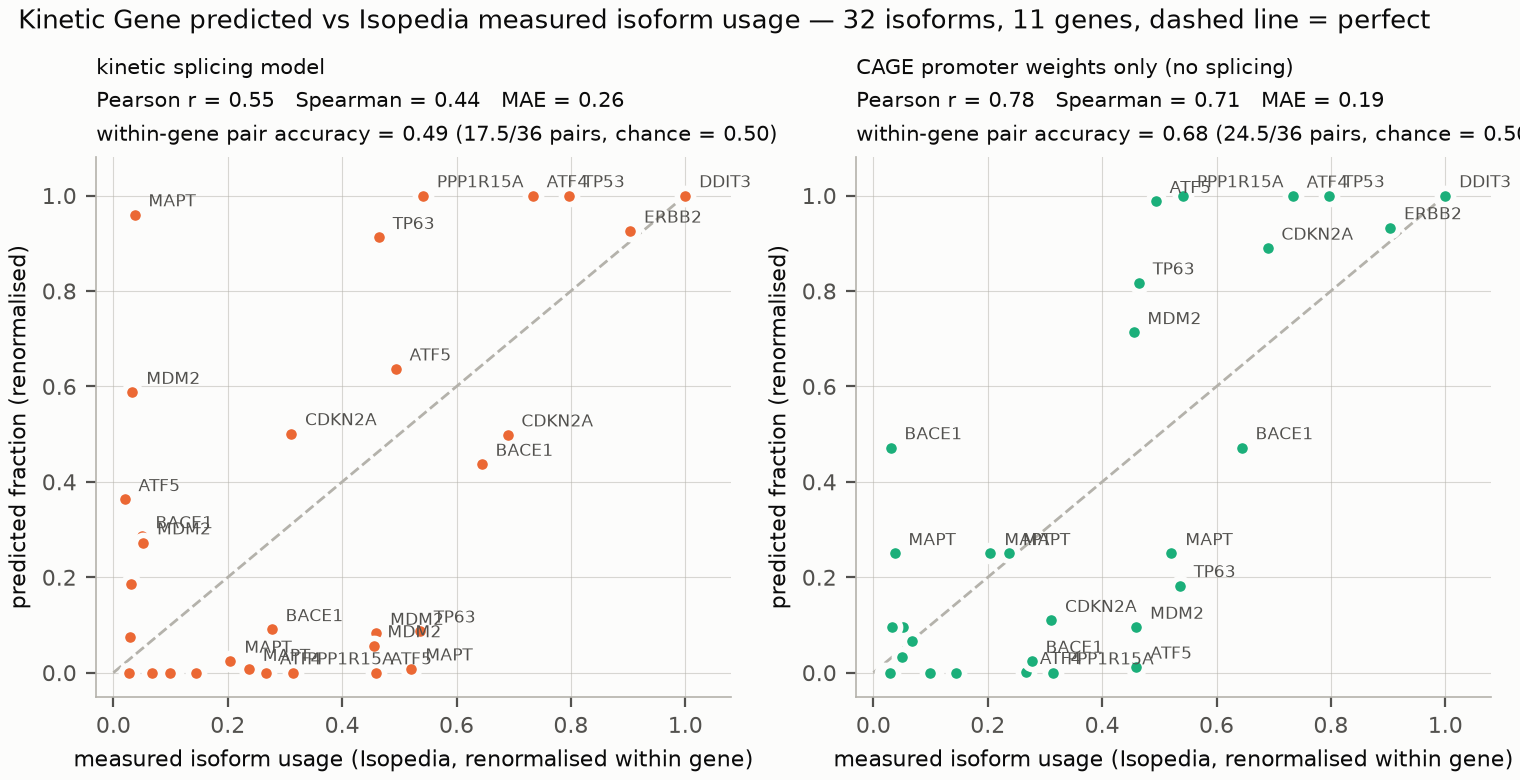 Kinetic Gene predicted vs Isopedia measured isoform usage — 32 isoforms, 11 genes, dashed line = perfect
kinetic splicing model
Pearson r = 0.55 Spearman = 0.44 MAE = 0.26
within-gene pair accuracy = 0.49 (17.5/36 pairs, chance = 0.50)
predicted fraction (renormalised)
1.0
0.8
0.6
0.4
0.2
0.0
PPP1R15A
ATF4
TP53
DDIT3
MAPT
TP63
ERBB2
ATF5
MDM2
CDKN2A
CDKN2A
BACE1
ATF5
BACE1
MDM2
BACE1
MDM2
TP63
MDM2
MAPT
MAPT
ATF4
PPP1R15A
ATF5
MAPT
0.0
0.2
0.4
0.6
0.8
1.0
measured isoform usage (Isopedia, renormalised within gene)
CAGE promoter weights only (no splicing)
Pearson r = 0.78 Spearman = 0.71 MAE = 0.19
within-gene pair accuracy = 0.68 (24.5/36 pairs, chance = 0.50
predicted fraction (renormalised)
1.0
0.8
0.6
0.4
0.2
0.0
ATF5
PPP1R15A
ATF4
TP53
DDIT3
ERBB2
CDKN2A
TP63
MDM2
BACE1
BACE1
MAPT
MAPT
MAPT
MAPT
TP63
CDKN2A
MDM2
BACE1
ATF4
PPP1R15A
ATF5
0.0
0.2
0.4
0.6
0.8
1.0
measured isoform usage (Isopedia, renormalised within gene)